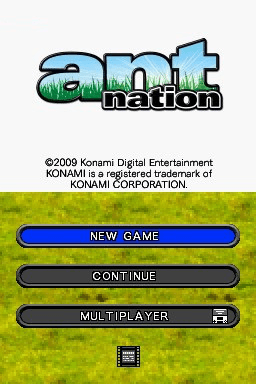 ant
nation
©2009 Konami Digital Entertainment
KONAMI is a registered trademark of
KONAMI CORPORATION.
NEW GAME
CONTINUE
MULTIPLAYER